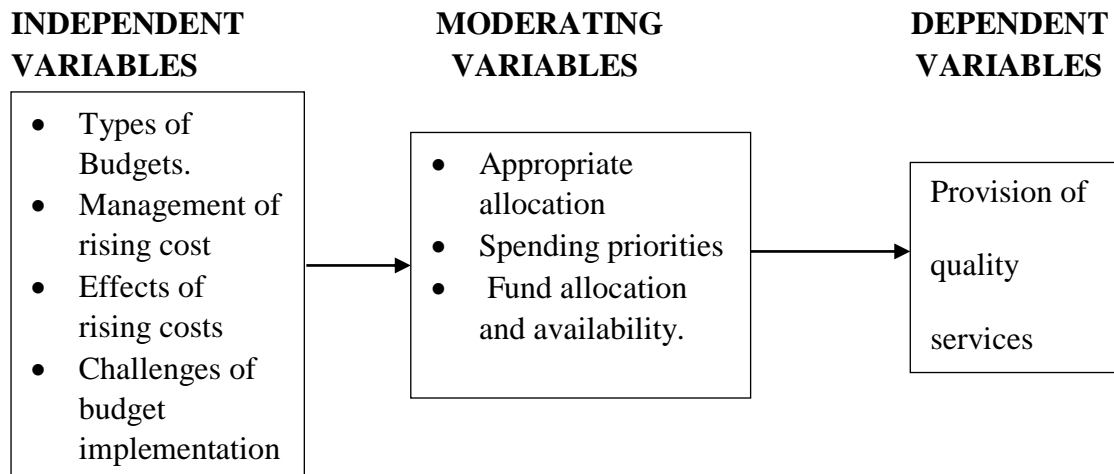 INDEPENDENT
VARIABLES
• Types of
Budgets.
• Management of
rising cost
• Effects of
rising costs
• Challenges of
budget
implementation
MODERATING
VARIABLES
• Appropriate
allocation
• Spending priorities
• Fund allocation
and availability.
DEPENDENT
VARIABLES
Provision of
quality
services